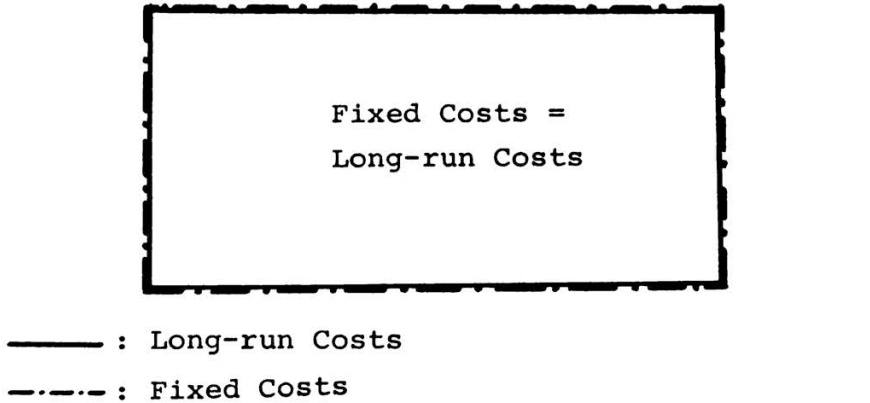 Fixed Costs =
Long-run Costs
: Long-run Costs
: Fixed Costs